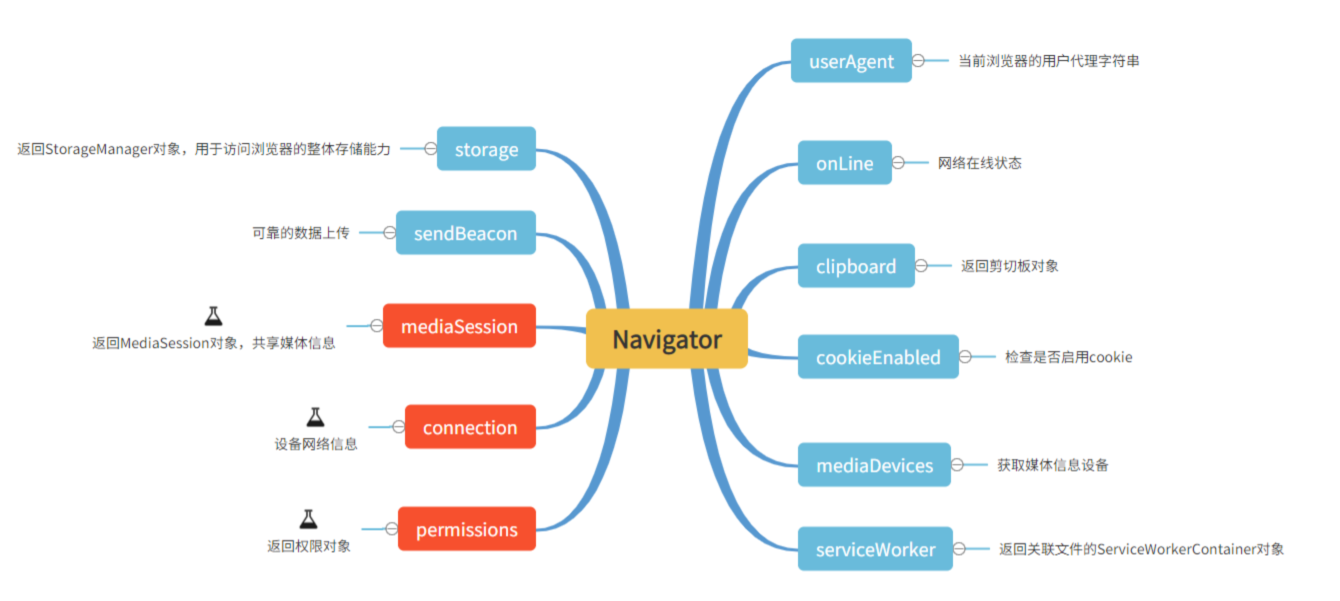 Navigator
userAgent
当前浏览器的用户代理字符串
onLine
网络在线状态
clipboard
返回剪切板对象
cookieEnabled
检查是否启用cookie
mediaDevices
获取媒体信息设备
serviceWorker
返回关联文件的ServiceWorkerContainer对象
storage
返回StorageManager对象，用于访问浏览器的整体存储能力
sendBeacon
可靠的数据上传
mediaSession
返回MediaSession对象，共享媒体信息
connection
设备网络信息
permissions
返回权限对象